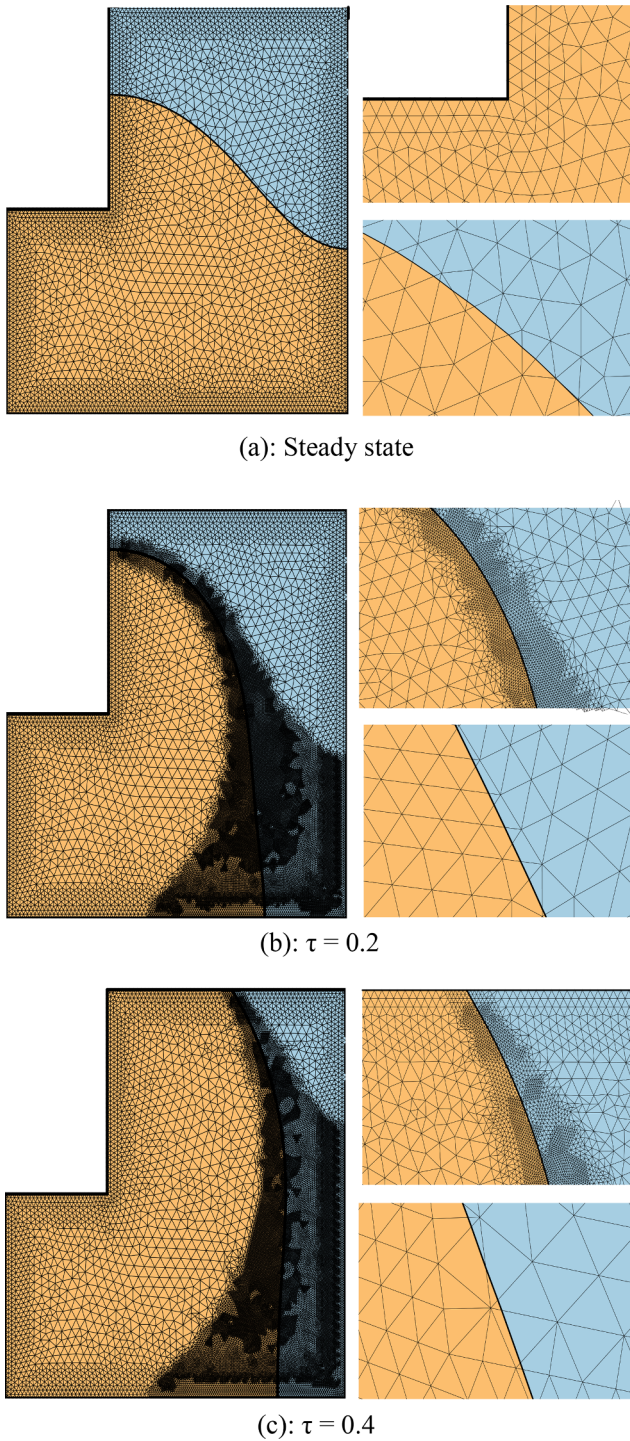 (a): Steady state
(b): τ = 0.2
(c): τ = 0.4